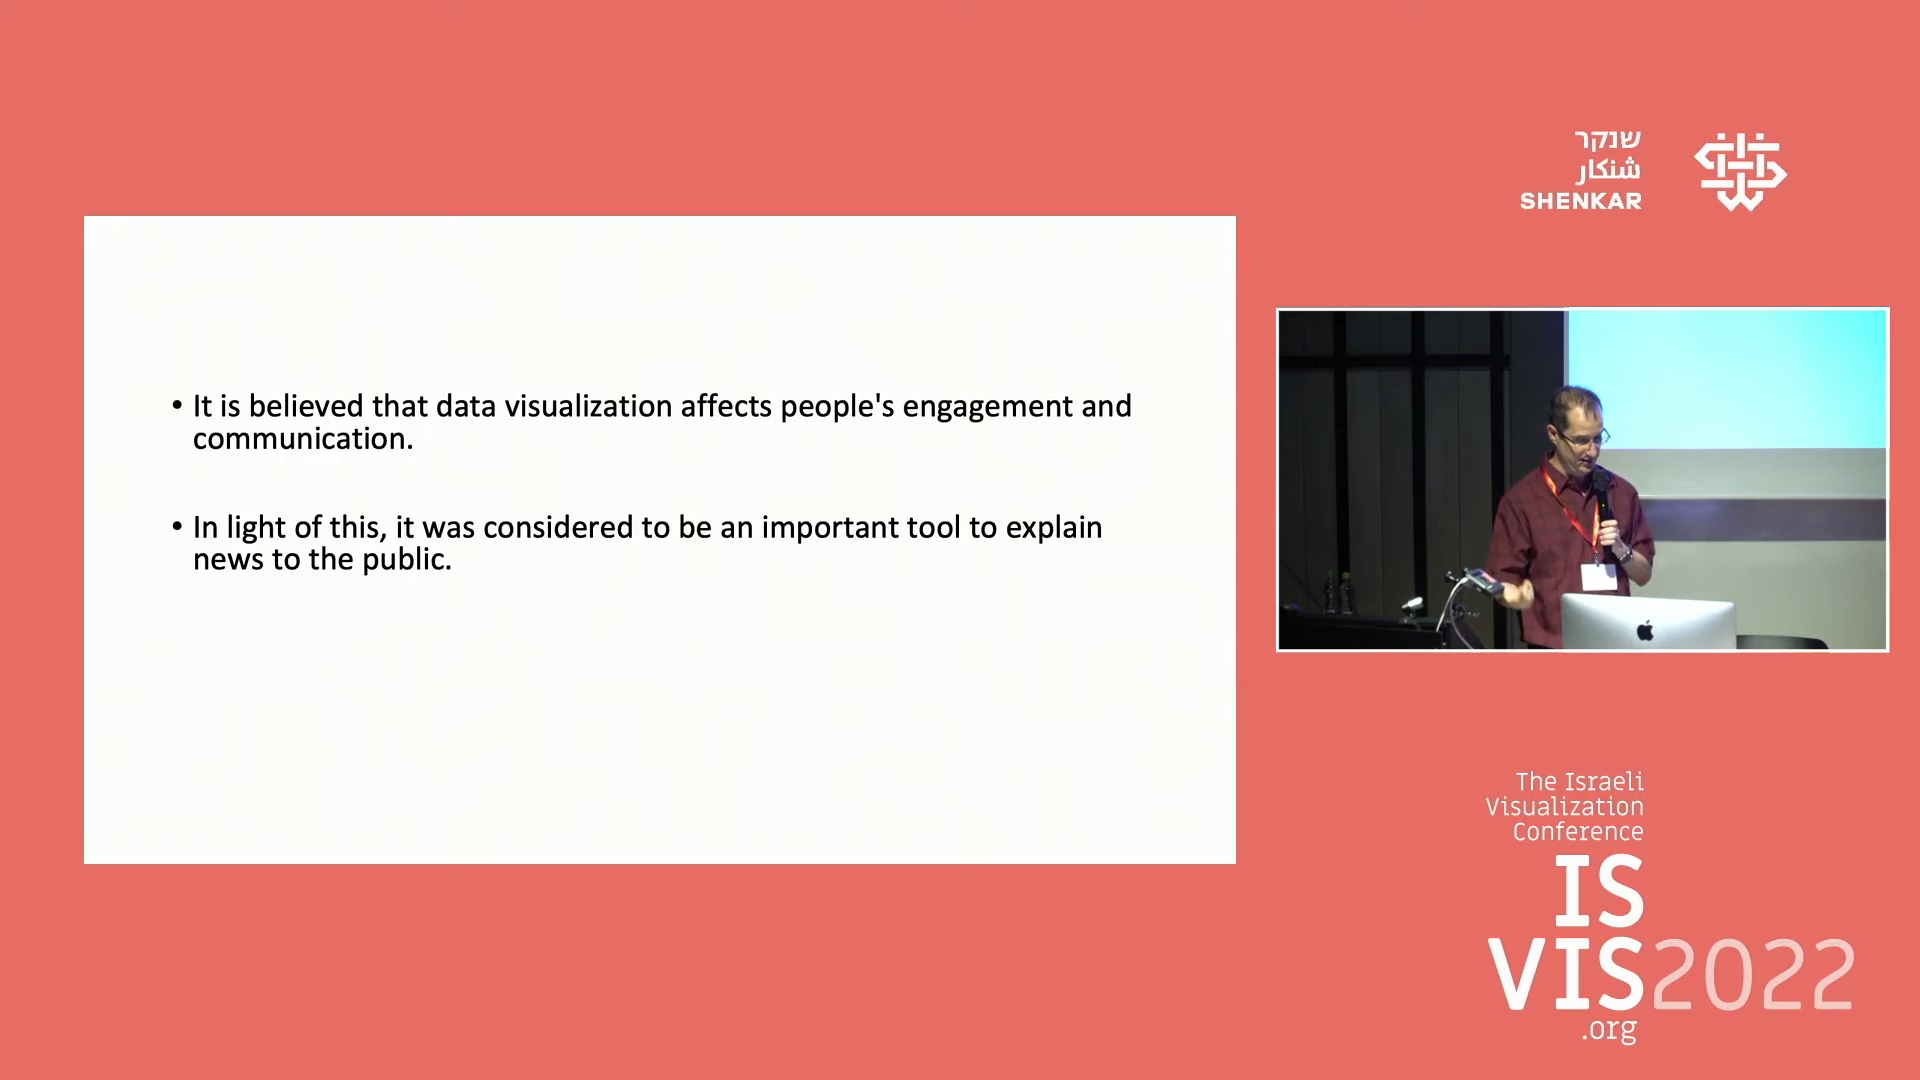 • It is believed that data visualization affects people's engagement and
communication.
• In light of this, it was considered to be an important tool to explain
news to the public.
שנקר
شنكار
SHENKAR
The Israeli
Visualization
Conference
IS
VIS2022
.org